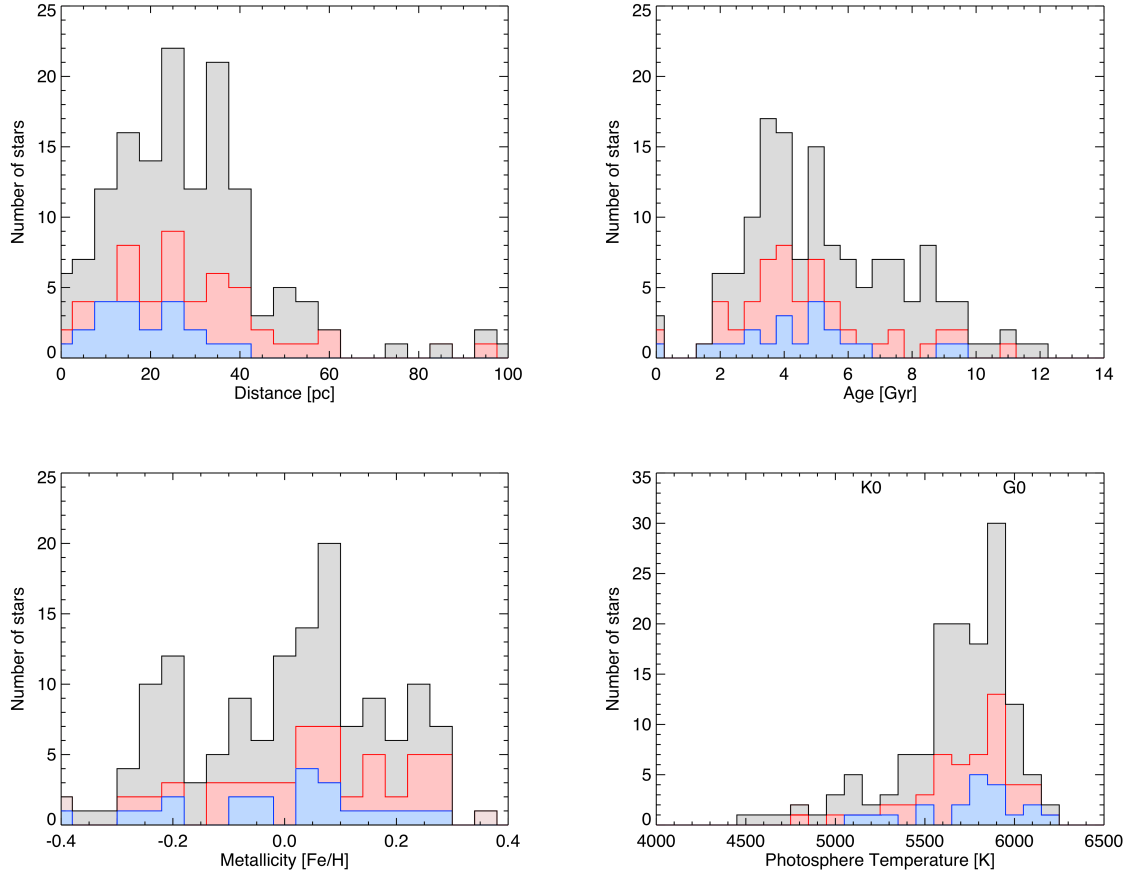 25
20
15
10
5
0
Number of stars
0 20 40 60 80 100
Distance [pc]
25
20
15
10
5
0
Number of stars
0 2 4 6 8 10 12 14
Age [Gyr]
25
20
15
10
5
0
Number of stars
-0.4 -0.2 0.0 0.2 0.4
Metallicity [Fe/H]
35
30
25
20
15
10
5
0
Number of stars
K0 G0
4000 4500 5000 5500 6000 6500
Photosphere Temperature [K]